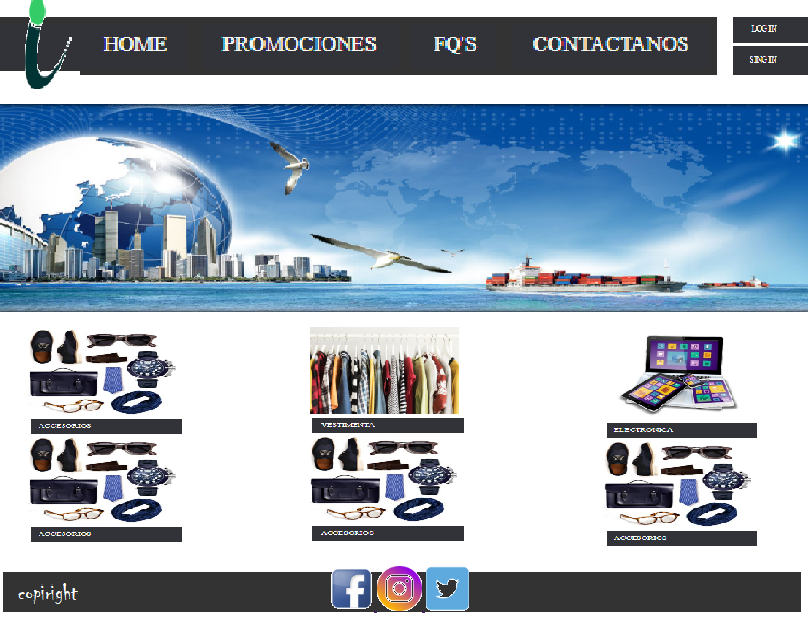 HOME PROMOCIONES FQ'S CONTACTANOS
LOG IN
SING IN
ACCESORIOS VESTIMENTA ELECTRONICA
ACCESORIOS ACCESORIOS ACCESORIOS
copiright